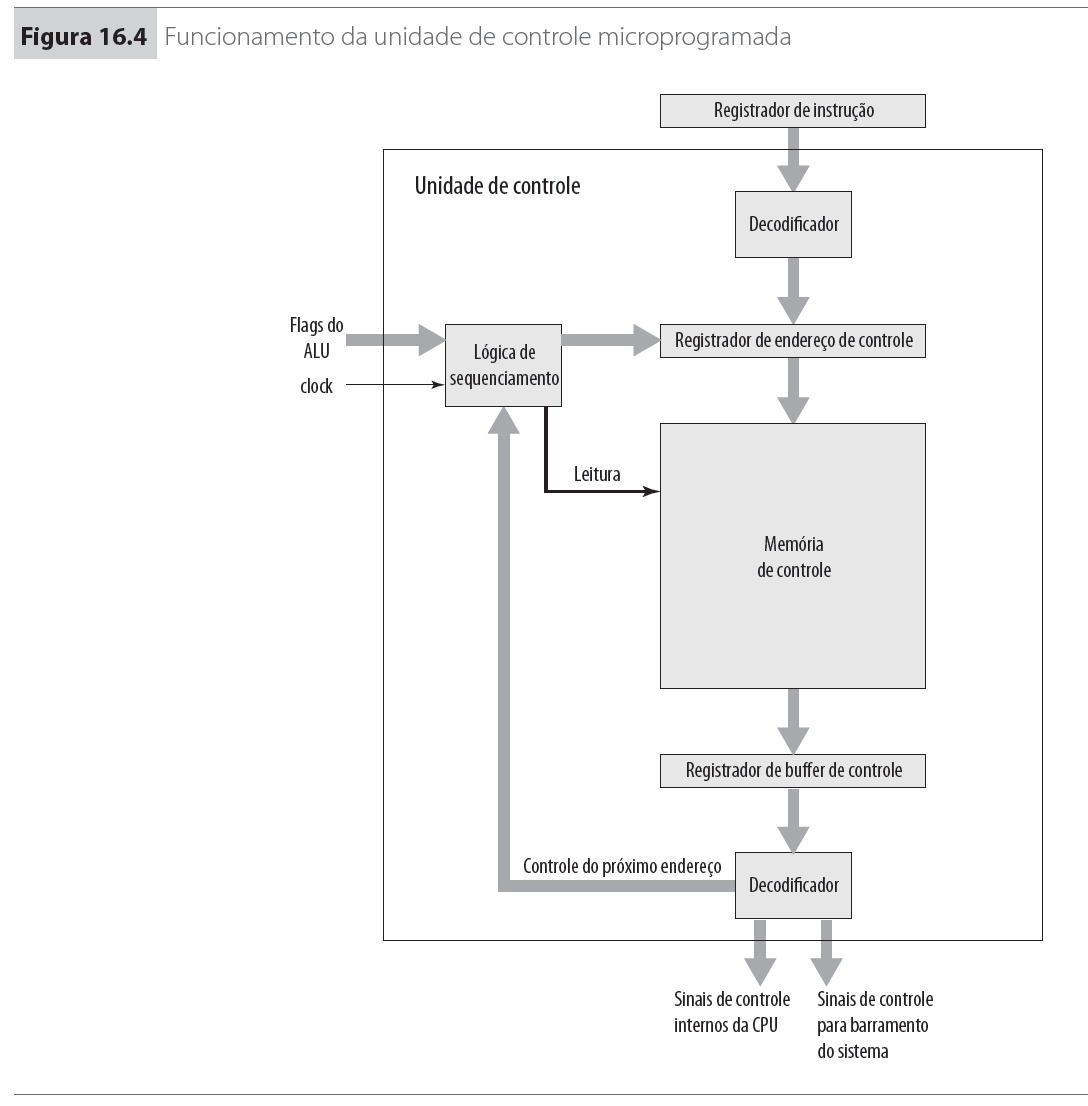 Figura 16.4 Funcionamento da unidade de controle microprogramada
Registrador de instrução
Unidade de controle
Decodificador
Flags do
ALU
clock
Lógica de
sequenciamento
Registrador de endereço de controle
Leitura
Memória
de controle
Registrador de buffer de controle
Controle do próximo endereço
Decodificador
Sinais de controle
internos da CPU
Sinais de controle
para barramento
do sistema